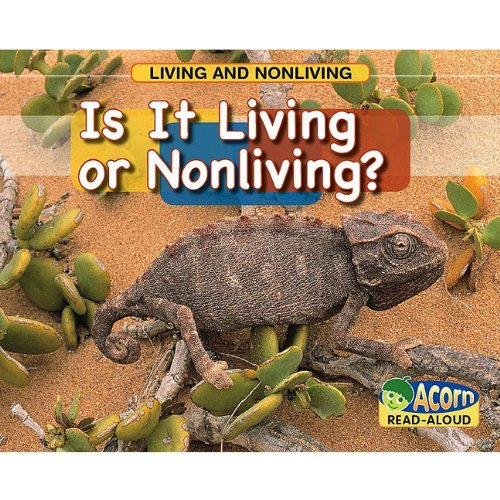 LIVING AND NONLIVING
Is It Living
or Nonliving?
Acorn
READ-ALOUD